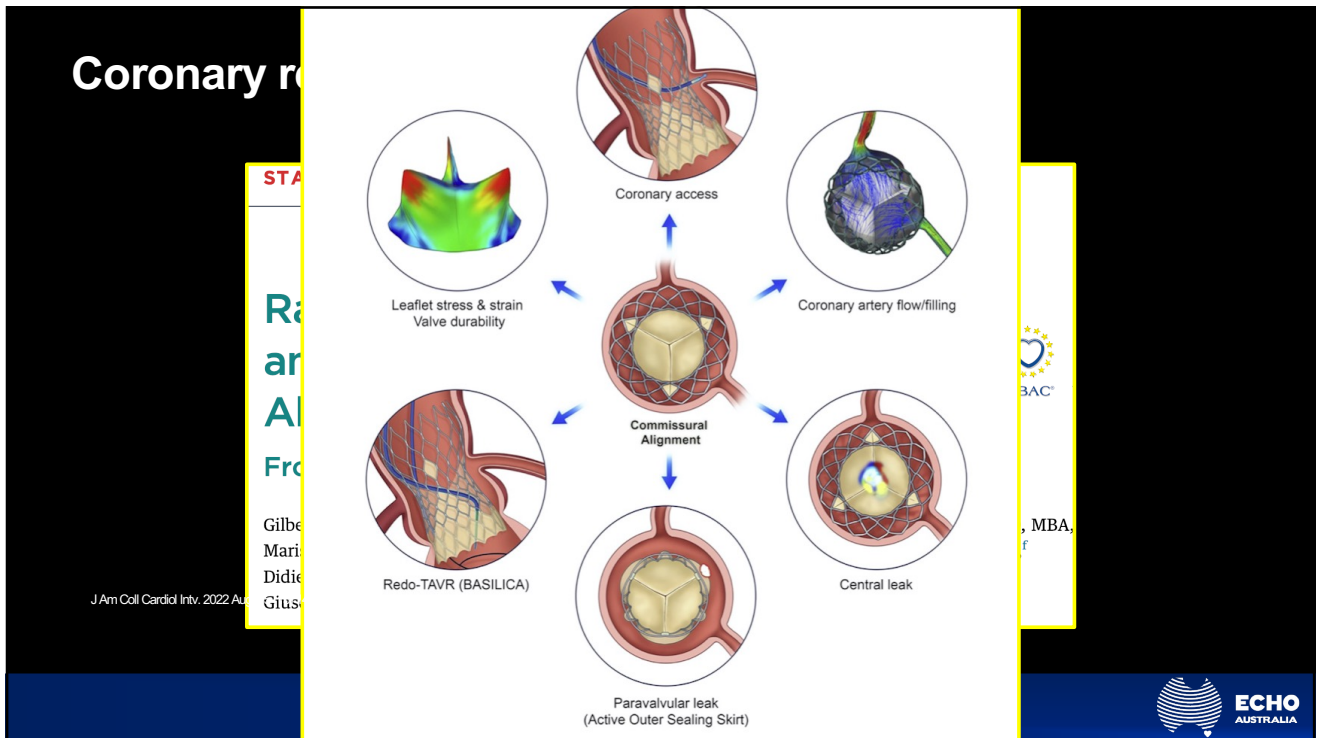 Coronary
STA
Coronary access
Leaflet stress & strain
Valve durability
Coronary artery flow/filling
Commissural
Alignment
Redo-TAVR (BASILICA)
Central leak
Paravalvular leak
(Active Outer Sealing Skirt)
Ra
ar
Fro
BAC
Gilbe
, MBA,
Maris
Didie
Gius
J Am Coll Cardiol Intv. 2022 Au
ECHO
AUSTRALIA